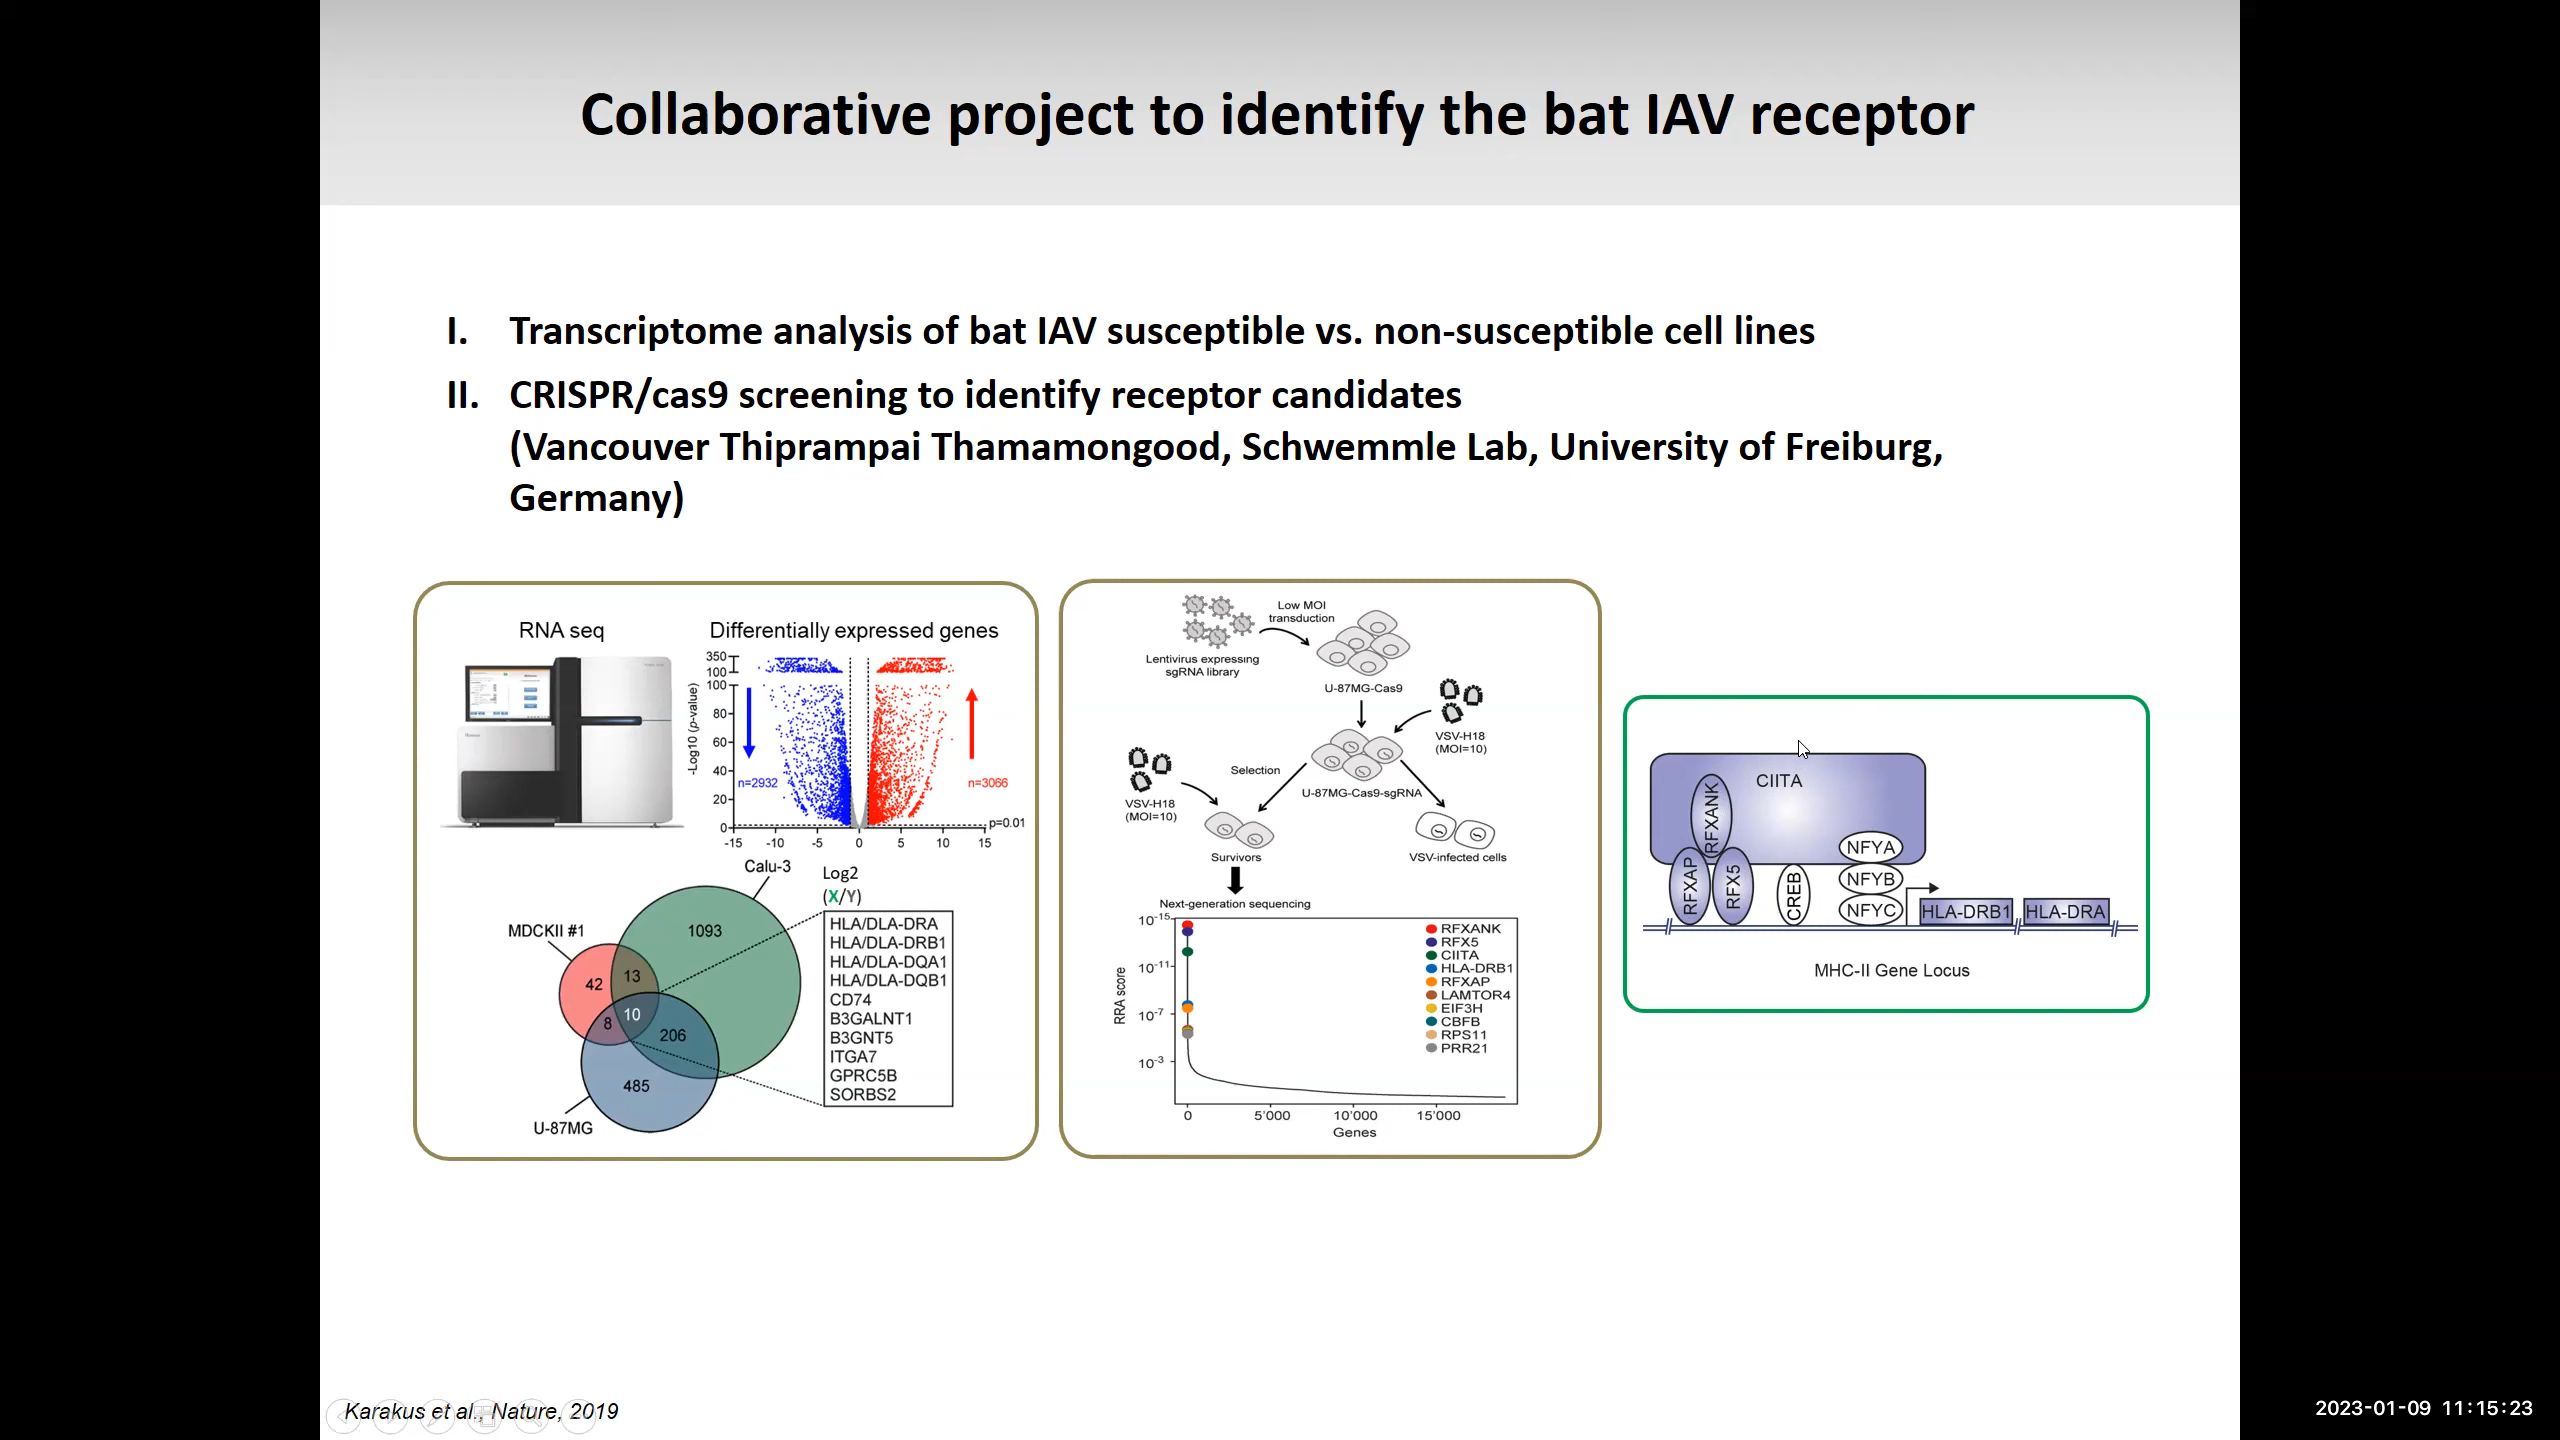 Collaborative project to identify the bat IAV receptor
I. Transcriptome analysis of bat IAV susceptible vs. non-susceptible cell lines
II. CRISPR/cas9 screening to identify receptor candidates
(Vancouver Thiprampai Thamamongood, Schwemmle Lab, University of Freiburg,
Germany)
RNA seq
Differentially expressed genes
350
100
100
80
60
40
20
0
-Log10 (p-value)
n=2932
n=3066
p=0.01
-15 -10 -5 0 5 10 15
Log2
(X/Y)
Calu-3
MDCKII #1
U-87MG
1093
42
13
8
10
206
485
HLA/DLA-DRA
HLA/DLA-DRB1
HLA/DLA-DQA1
HLA/DLA-DQB1
CD74
B3GALNT1
B3GNT5
ITGA7
GPRC5B
SORBS2
Low MOI
transduction
Lentivirus expressing
sgRNA library
U-87MG-Cas9
VSV-H18
(MOI=10)
Selection
U-87MG-Cas9-sgRNA
VSV-H18
(MOI=10)
Survivors
VSV-infected cells
Next-generation sequencing
10-15
10-11
10-7
10-3
RRA score
RFXANK
RFX5
CIITA
HLA-DRB1
RFXAP
LAMTOR4
EIF3H
CBFB
RPS11
PRR21
0 5'000 10'000 15'000
Genes
CIITA
RFXANK
RFXAP
RFX5
CREB
NFYA
NFYB
NFYC
HLA-DRB1
HLA-DRA
MHC-II Gene Locus
Karakus et al., Nature, 2019
2023-01-09 11:15:23